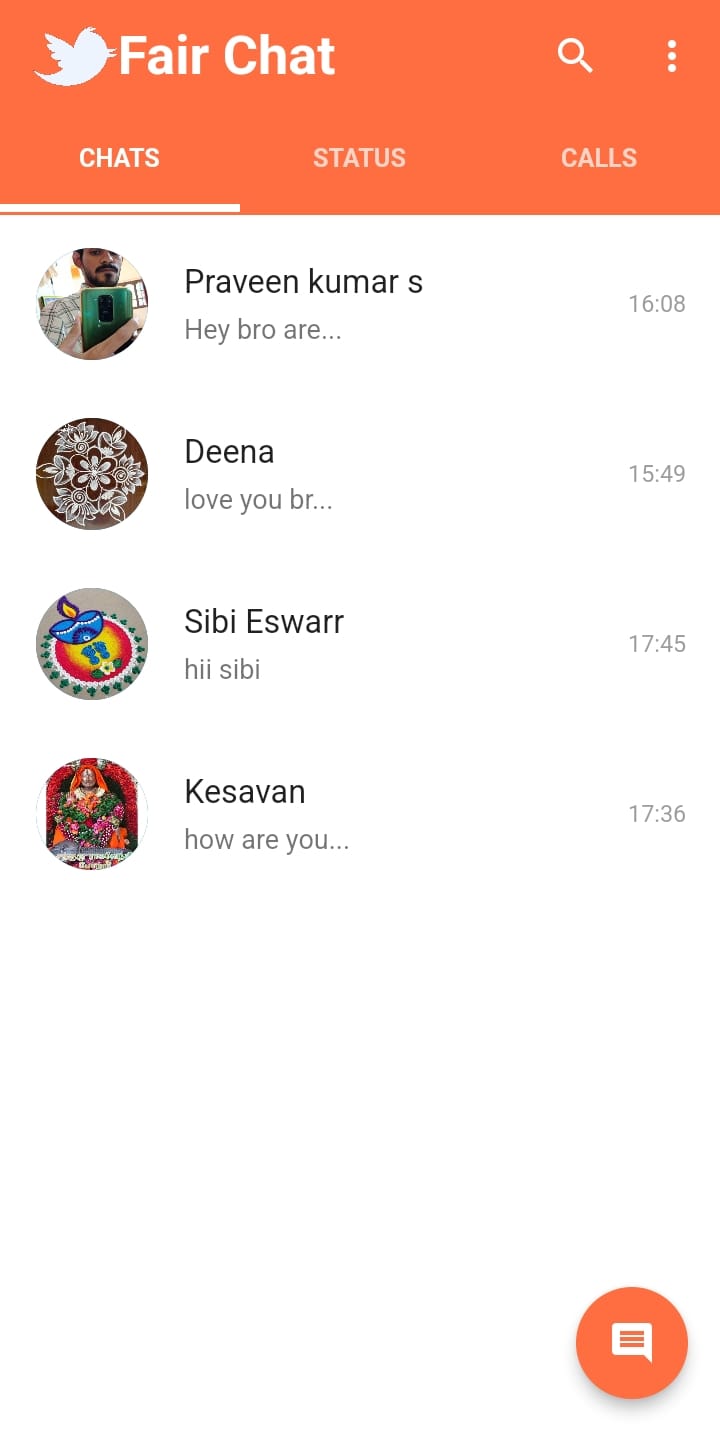 Fair Chat
CHATS STATUS CALLS
Praveen kumar s
16:08
Hey bro are...
Deena
15:49
love you br...
Sibi Eswarr
17:45
hii sibi
Kesavan
17:36
how are you...